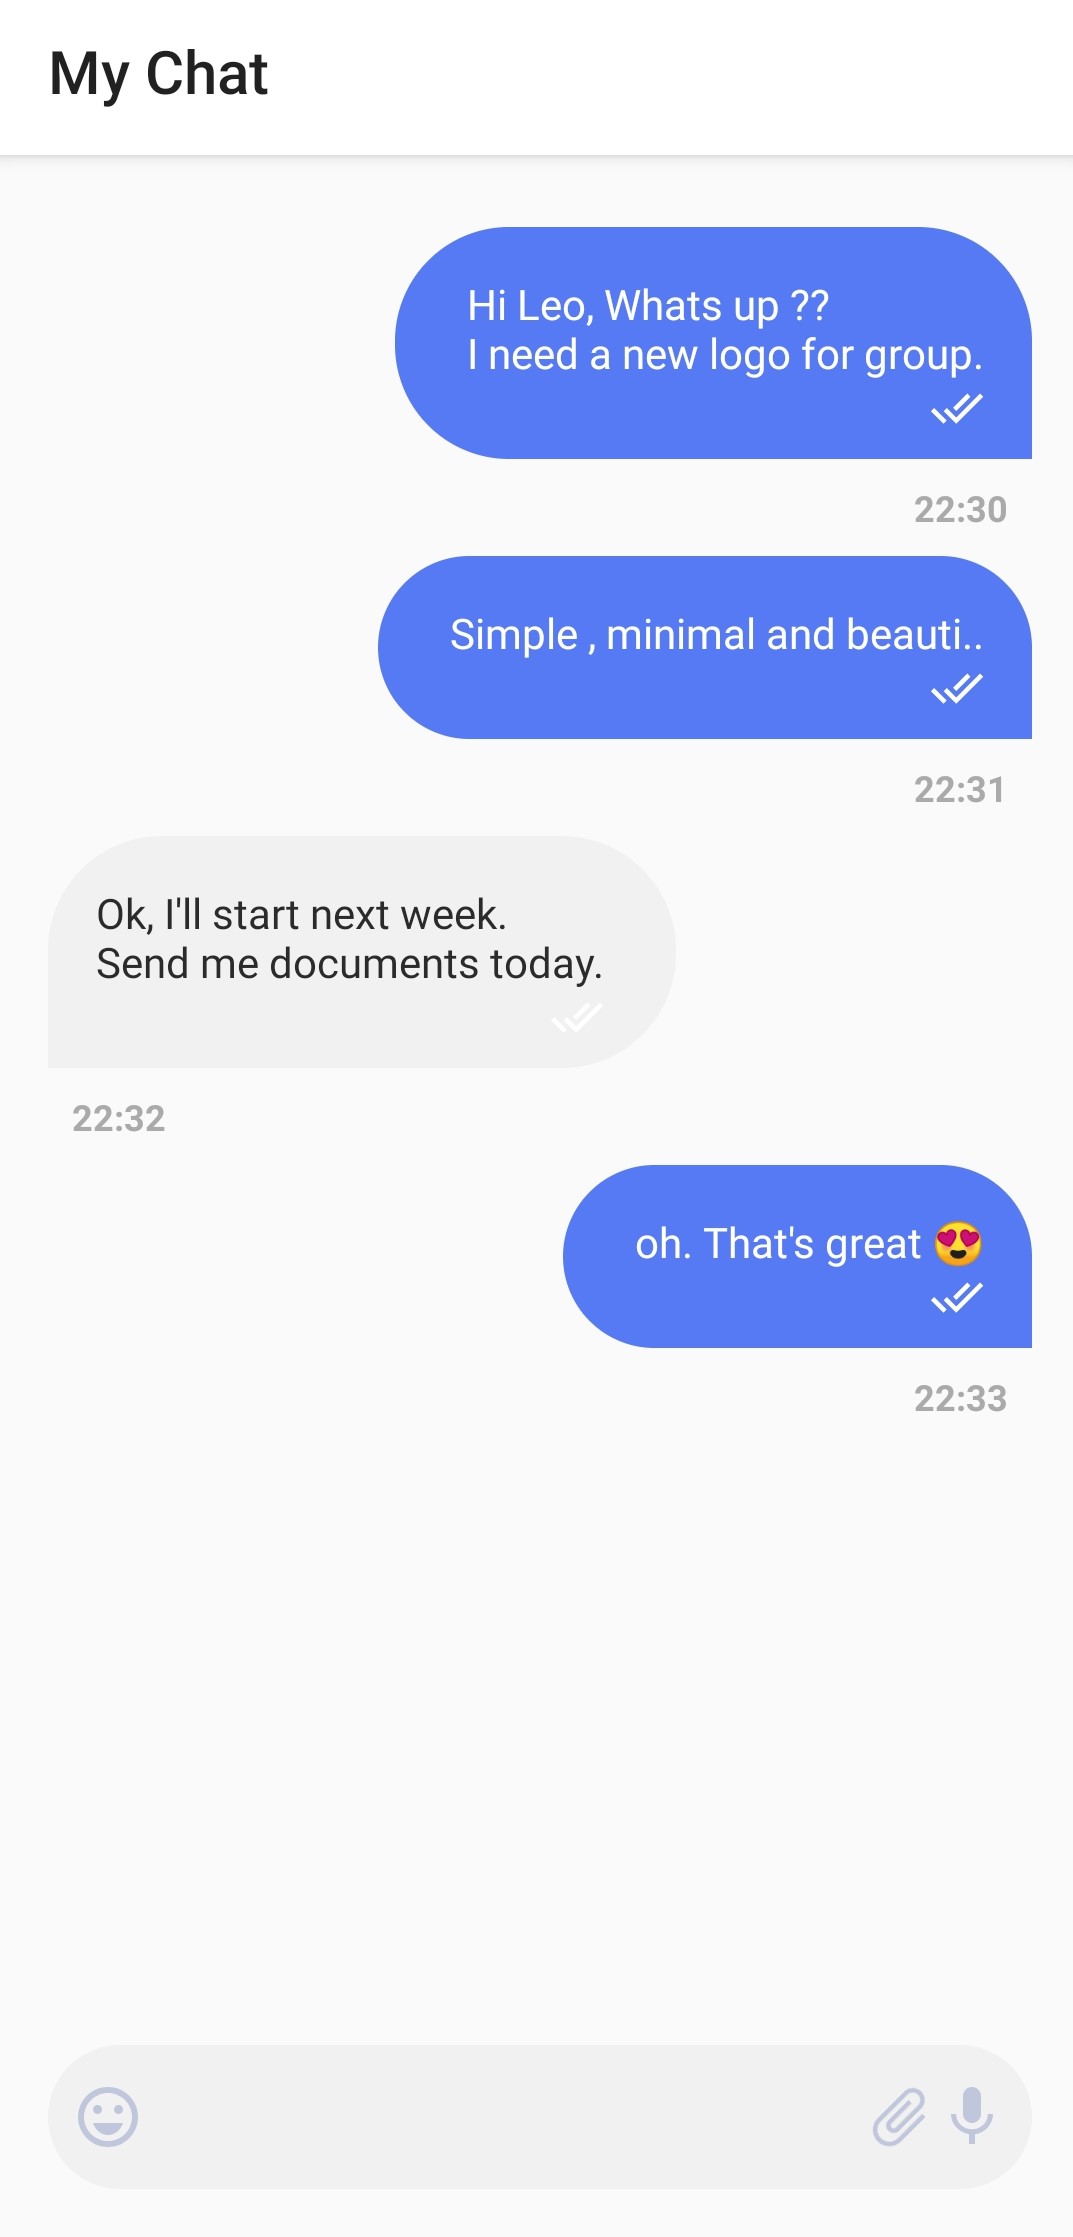 My Chat
Hi Leo, Whats up ??
I need a new logo for group.
22:30
Simple , minimal and beauti..
22:31
Ok, I'll start next week.
Send me documents today.
22:32
oh. That's great 😍
22:33